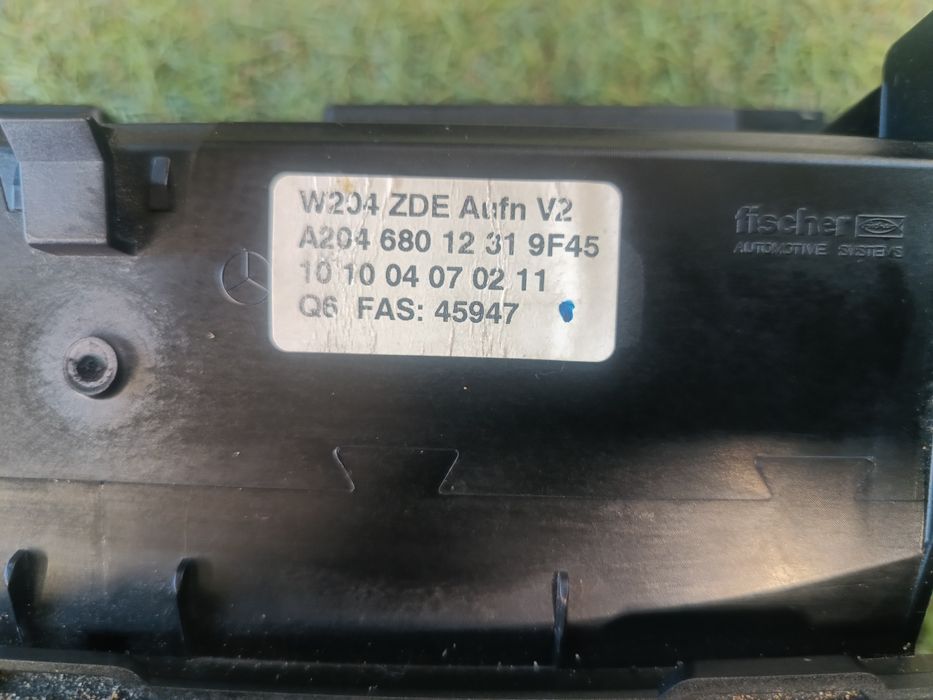 W204 ZDE Aufn V2
A204 680 12 31 9F45
10 10 04 07 02 11
Q6 FAS: 45947
fischer
AUTOMOTIVE SYSTEMS